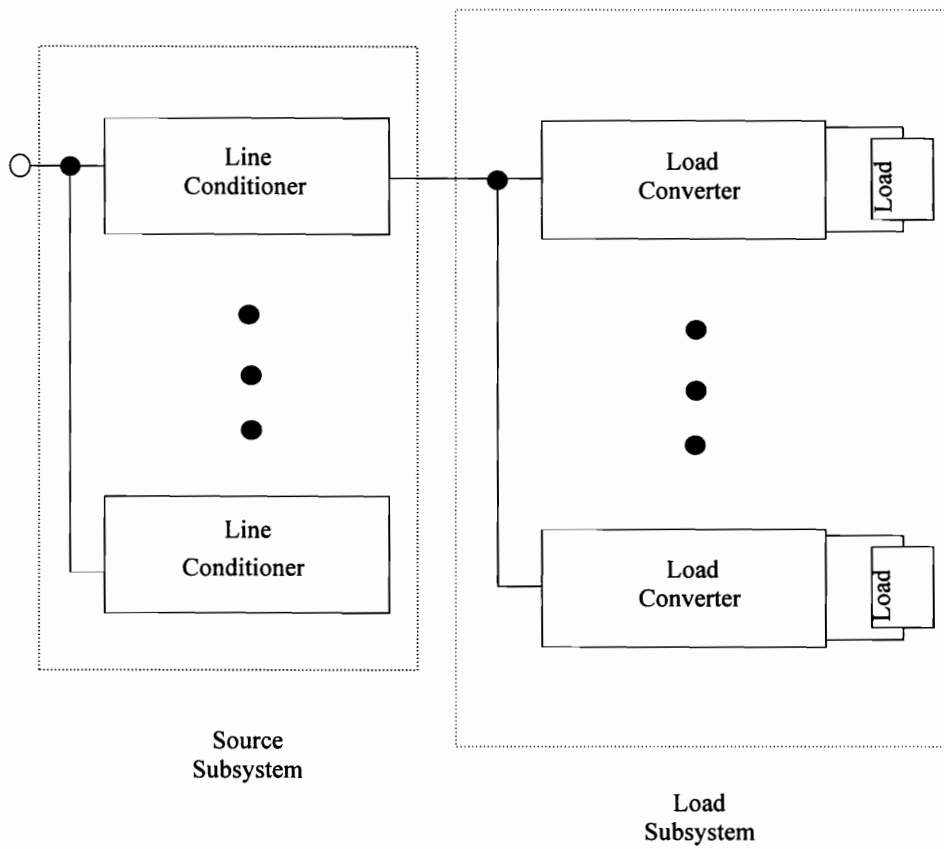 Line
Conditioner
Load
Converter
Load
Line
Conditioner
Load
Converter
Load
Source
Subsystem
Load
Subsystem